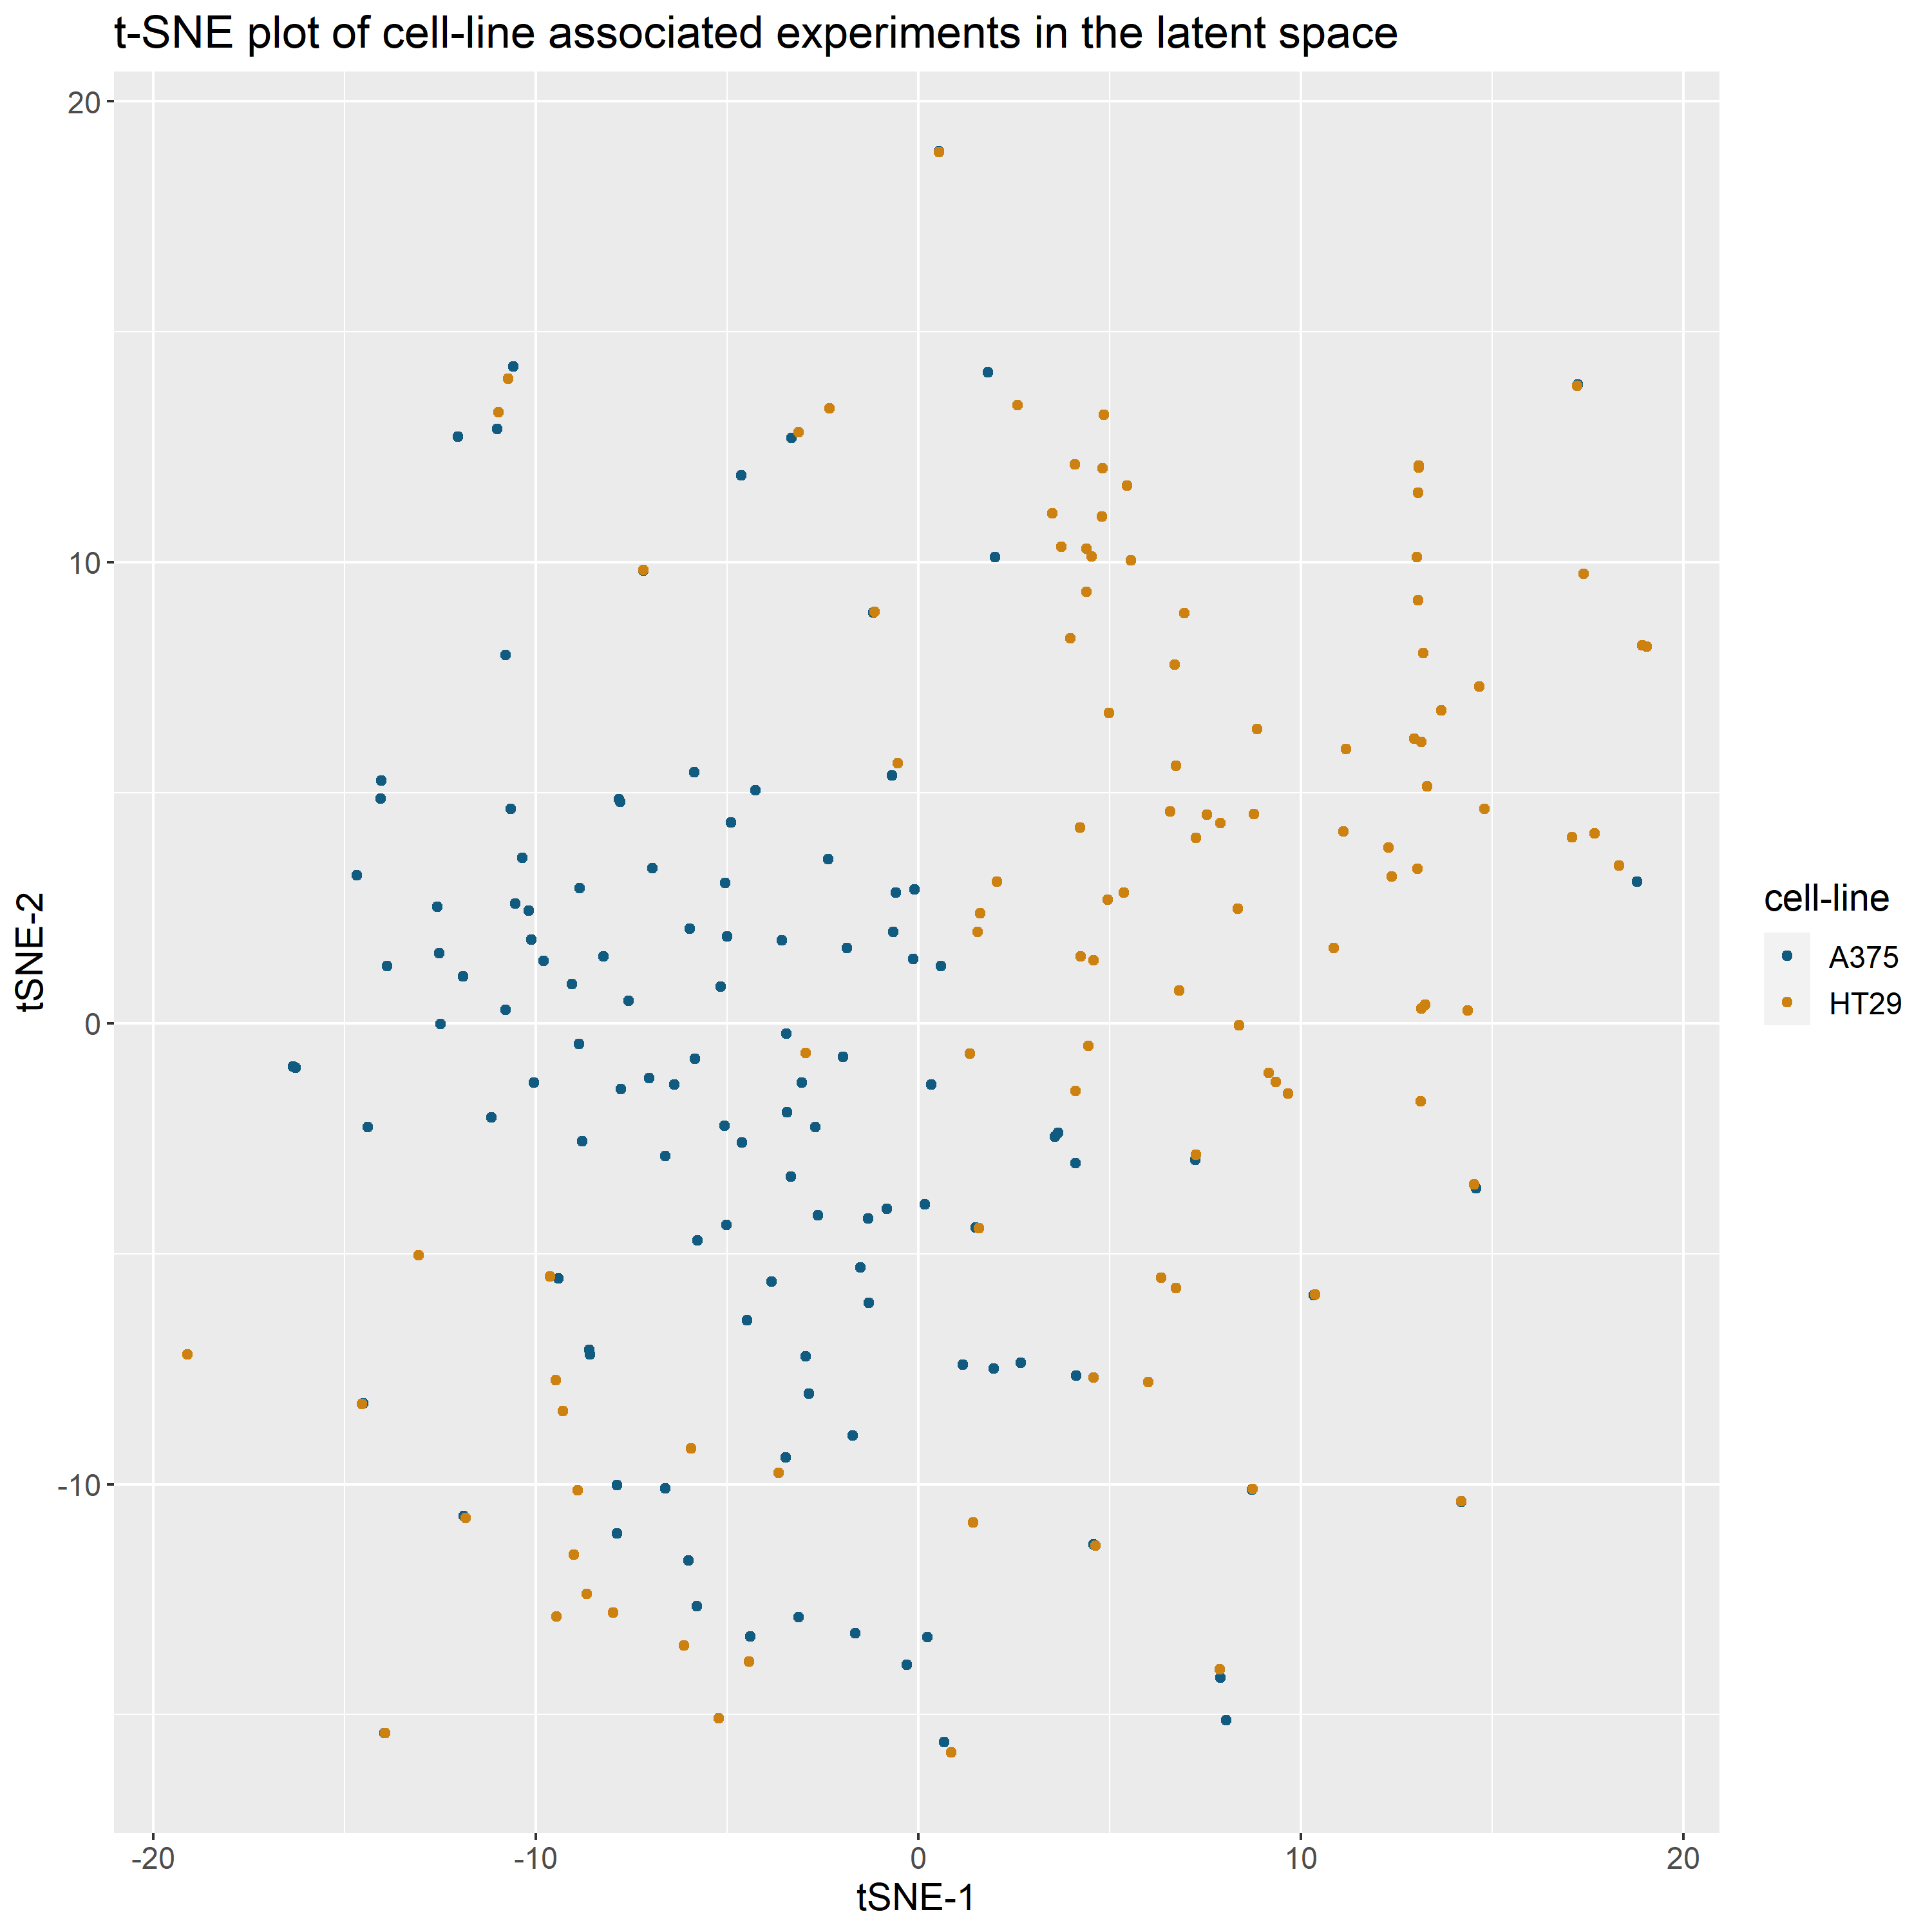 t-SNE plot of cell-line associated experiments in the latent space
20
10
0
-10
tSNE-2
-20
-10
0
10
20
tSNE-1
cell-line
A375
HT29